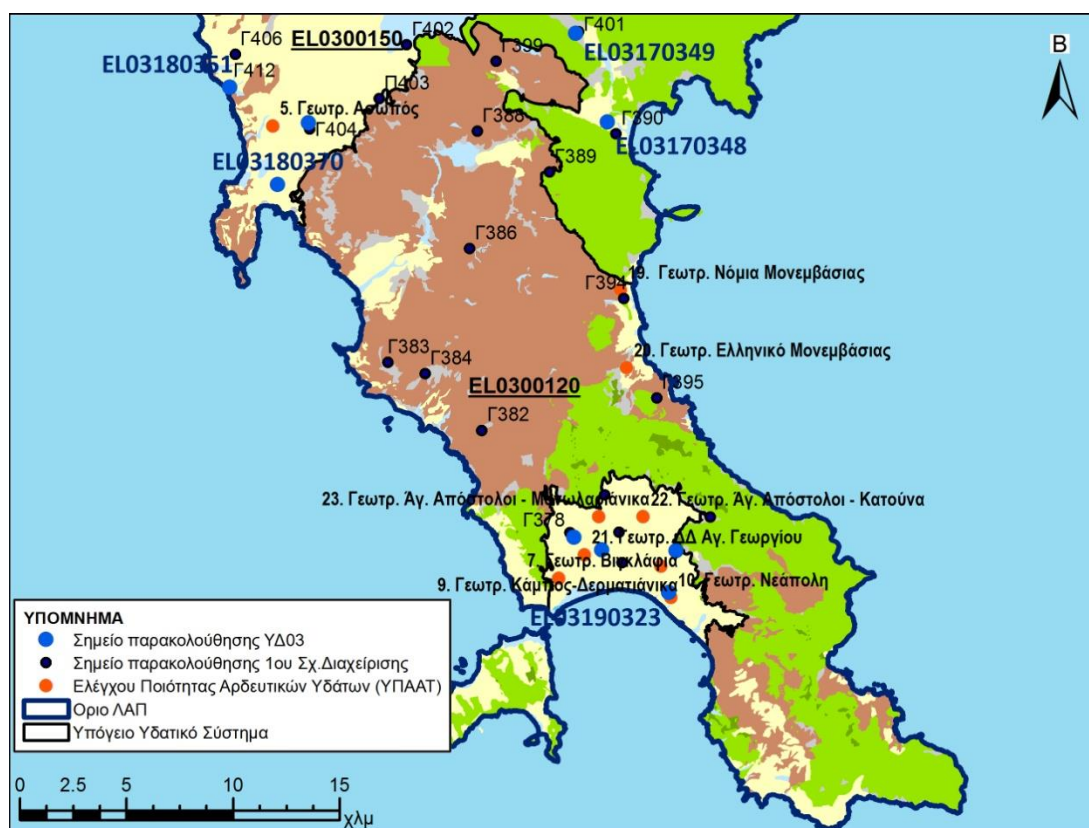 Γ402
Γ401
Β
Γ406
EL0300150
Γ399
EL03170349
EL03180351
Γ412
Π403
5. Γεωτρ. Ασωπός
Γ404
Γ388
Γ390
EL03170348
EL03180370
Γ389
Γ386
19. Γεωτρ. Νόμια Μονεμβάσιας
Γ394
20. Γεωτρ. Ελληνικό Μονεμβάσιας
Γ383
Γ384
EL0300120
Γ395
Γ382
23. Γεωτρ. Άγ. Απόστολοι -
22. Γεωτρ. Άγ. Απόστολοι - Κατούνα
Γ378
21. Γεωτρ. ΔΔ Αγ. Γεωργίου
7. Γεωτρ. Βιγκλάφια
9. Γεωτρ. Κάμπος-Δερματιάνικα
10. Γεωτρ. Νεάπολη
EL03190323
ΥΠΟΜΝΗΜΑ
Σημείο παρακολούθησης ΥΔ03
Σημείο παρακολούθησης 1ου Σχ.Διαχείρισης
Ελέγχου Ποιότητας Αρδευτικών Υδάτων (ΥΠΑΑΤ)
Οριο ΛΑΠ
Υπόγειο Υδατικό Σύστημα
0 2.5 5 10 15
χλμ